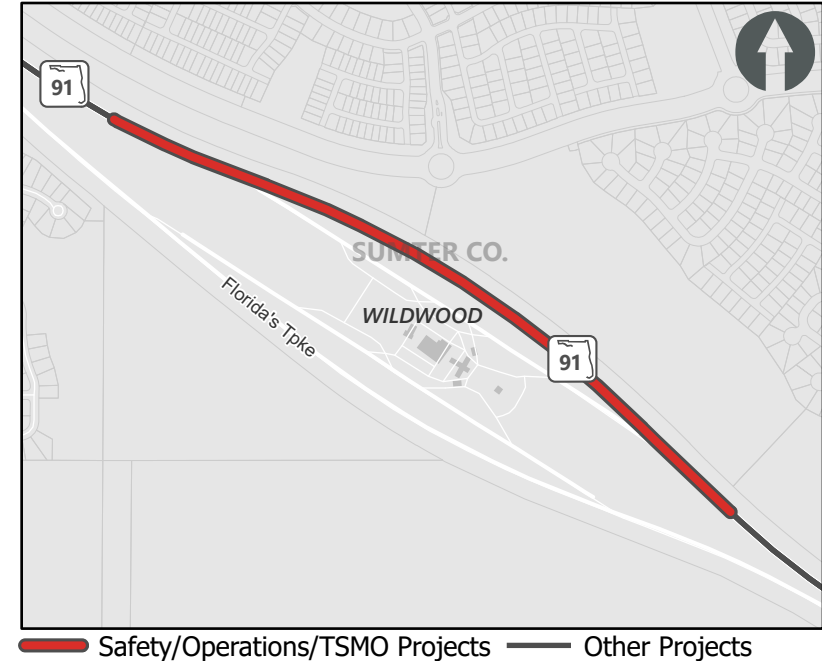 91
SUMTER CO.
WILDWOOD
Florida's Tpke
91
Safety/Operations/TSMO Projects
Other Projects